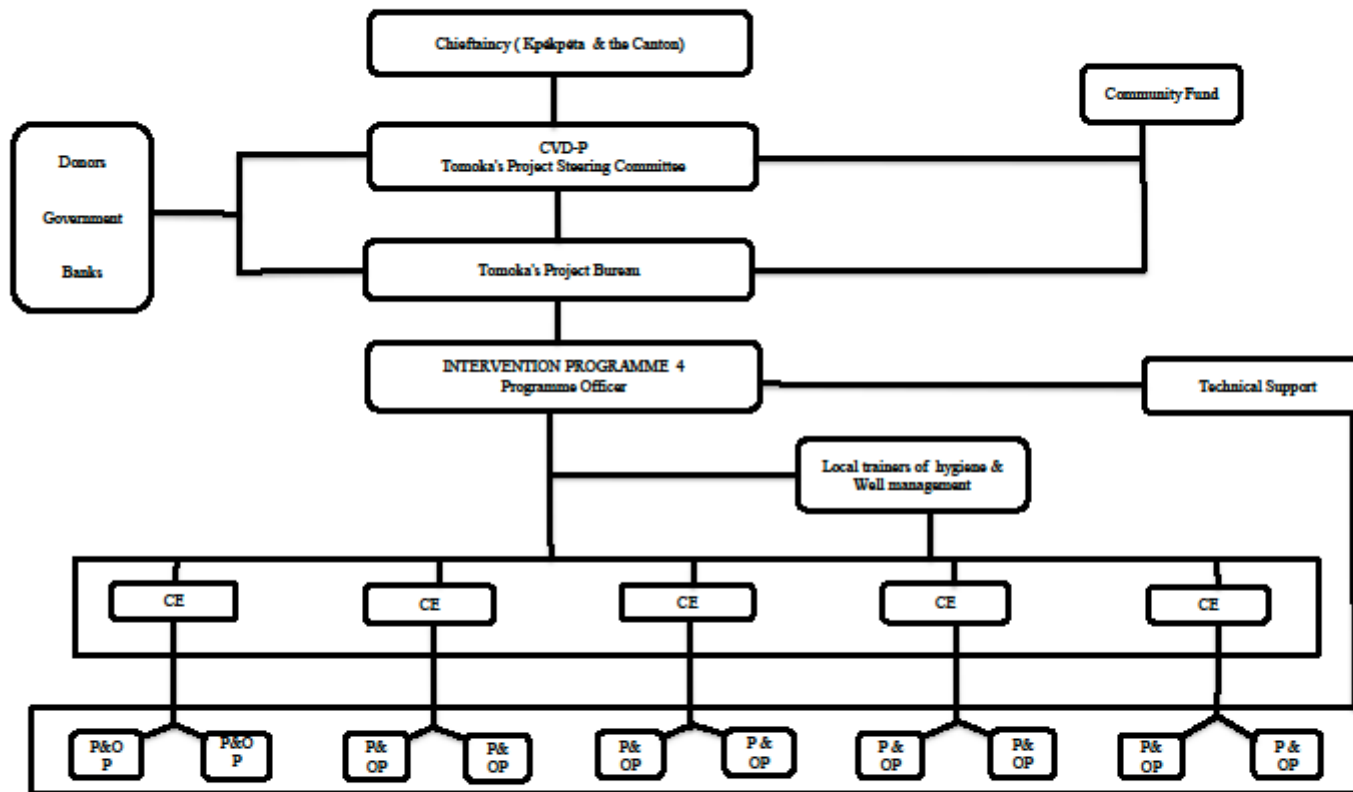 Chieftaincy ( Kpékpéta & the Canton)
Community Fund
Donors
Government
Banks
CVD-P
Tomoka's Project Steering Committee
Tomoka's Project Bureau
INTERVENTION PROGRAMME 4
Programme Officer
Technical Support
Local trainers of hygiene &
Well management
CE
CE
CE
CE
CE
P&O
P
P&O
P
P&
OP
P&
OP
P&
OP
P &
OP
P &
OP
P&
OP
P&
OP
P &
OP